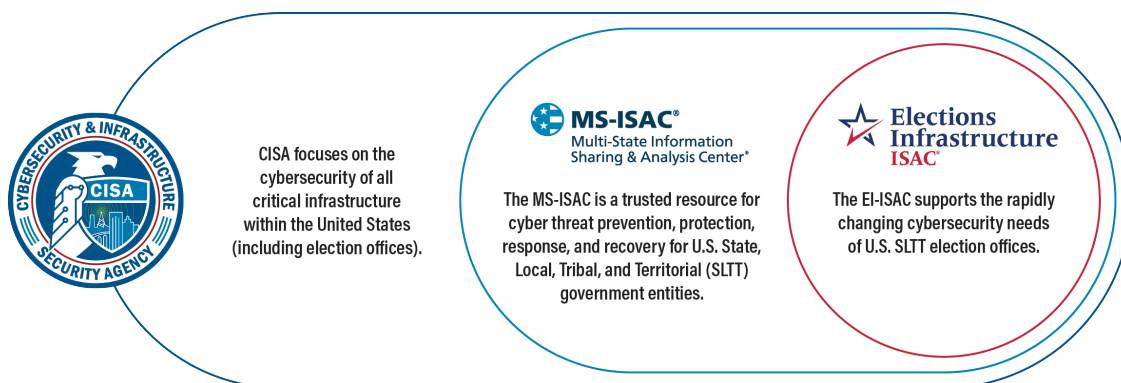 CYBERSECURITY & INFRASTRUCTURE
CISA
SECURITY AGENCY
CISA focuses on the
cybersecurity of all
critical infrastructure
within the United States
(including election offices).
MS-ISAC®
Multi-State Information
Sharing & Analysis Center®
The MS-ISAC is a trusted resource for
cyber threat prevention, protection,
response, and recovery for U.S. State,
Local, Tribal, and Territorial (SLTT)
government entities.
Elections
Infrastructure
ISAC®
The EI-ISAC supports the rapidly
changing cybersecurity needs
of U.S. SLTT election offices.